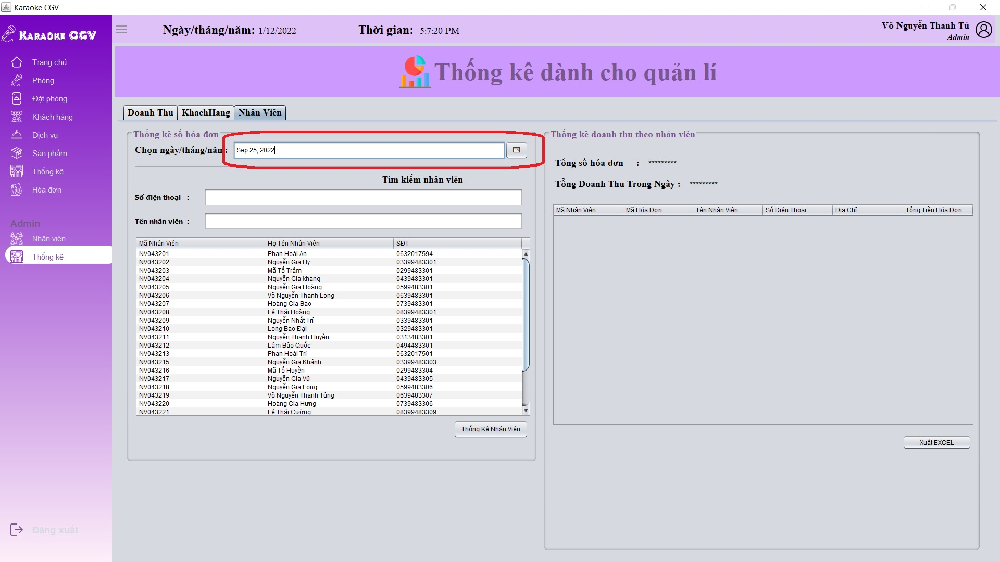 Karaoke CGV
KARAOKE CGV
Ngày/tháng/năm: 1/12/2022
Thời gian: 5:7:20 PM
Võ Nguyễn Thanh Tú
Admin
Trang chủ
Phòng
Đặt phòng
Khách hàng
Dịch vụ
Sản phẩm
Thống kê
Hóa đơn
Admin
Nhân viên
Thống kê
Đăng xuất
Thống kê dành cho quản lí
Doanh Thu KhachHang Nhân Viên
Thống kê số hóa đơn
Chọn ngày/tháng/năm: Sep 25, 2022
Tìm kiếm nhân viên
Số điện thoại :
Tên nhân viên :
Mã Nhân Viên Họ Tên Nhân Viên SĐT
NV043201 Phan Hoài An 0632017594
NV043202 Nguyễn Gia Hy 03399483301
NV043203 Mã Tố Trâm 0299483301
NV043204 Nguyễn Gia khang 0439483301
NV043205 Nguyễn Gia Hoàng 0599483301
NV043206 Võ Nguyễn Thanh Long 0639483301
NV043207 Hoàng Gia Bảo 0739483301
NV043208 Lê Thái Hoàng 08399483301
NV043209 Nguyễn Nhất Trí 0339483301
NV043210 Long Bảo Đại 0329483301
NV043211 Nguyễn Thanh Huyền 0313483301
NV043212 Lâm Bảo Quốc 0494483301
NV043213 Phan Hoài Trí 0632017501
NV043215 Nguyễn Gia Khánh 03399483303
NV043216 Mã Tố Huyền 0299483304
NV043217 Nguyễn Gia Vũ 0439483305
NV043218 Nguyễn Gia Long 0599483306
NV043219 Võ Nguyễn Thanh Tùng 0639483307
NV043220 Hoàng Gia Hưng 0739483306
NV043221 Lê Thái Cường 08399483309
Thống Kê Nhân Viên
Thống kê doanh thu theo nhân viên
Tổng số hóa đơn : *********
Tổng Doanh Thu Trong Ngày : *********
Mã Nhân Viên Mã Hóa Đơn Tên Nhân Viên Số Điện Thoại Địa Chỉ Tổng Tiền Hóa Đơn
Xuất EXCEL